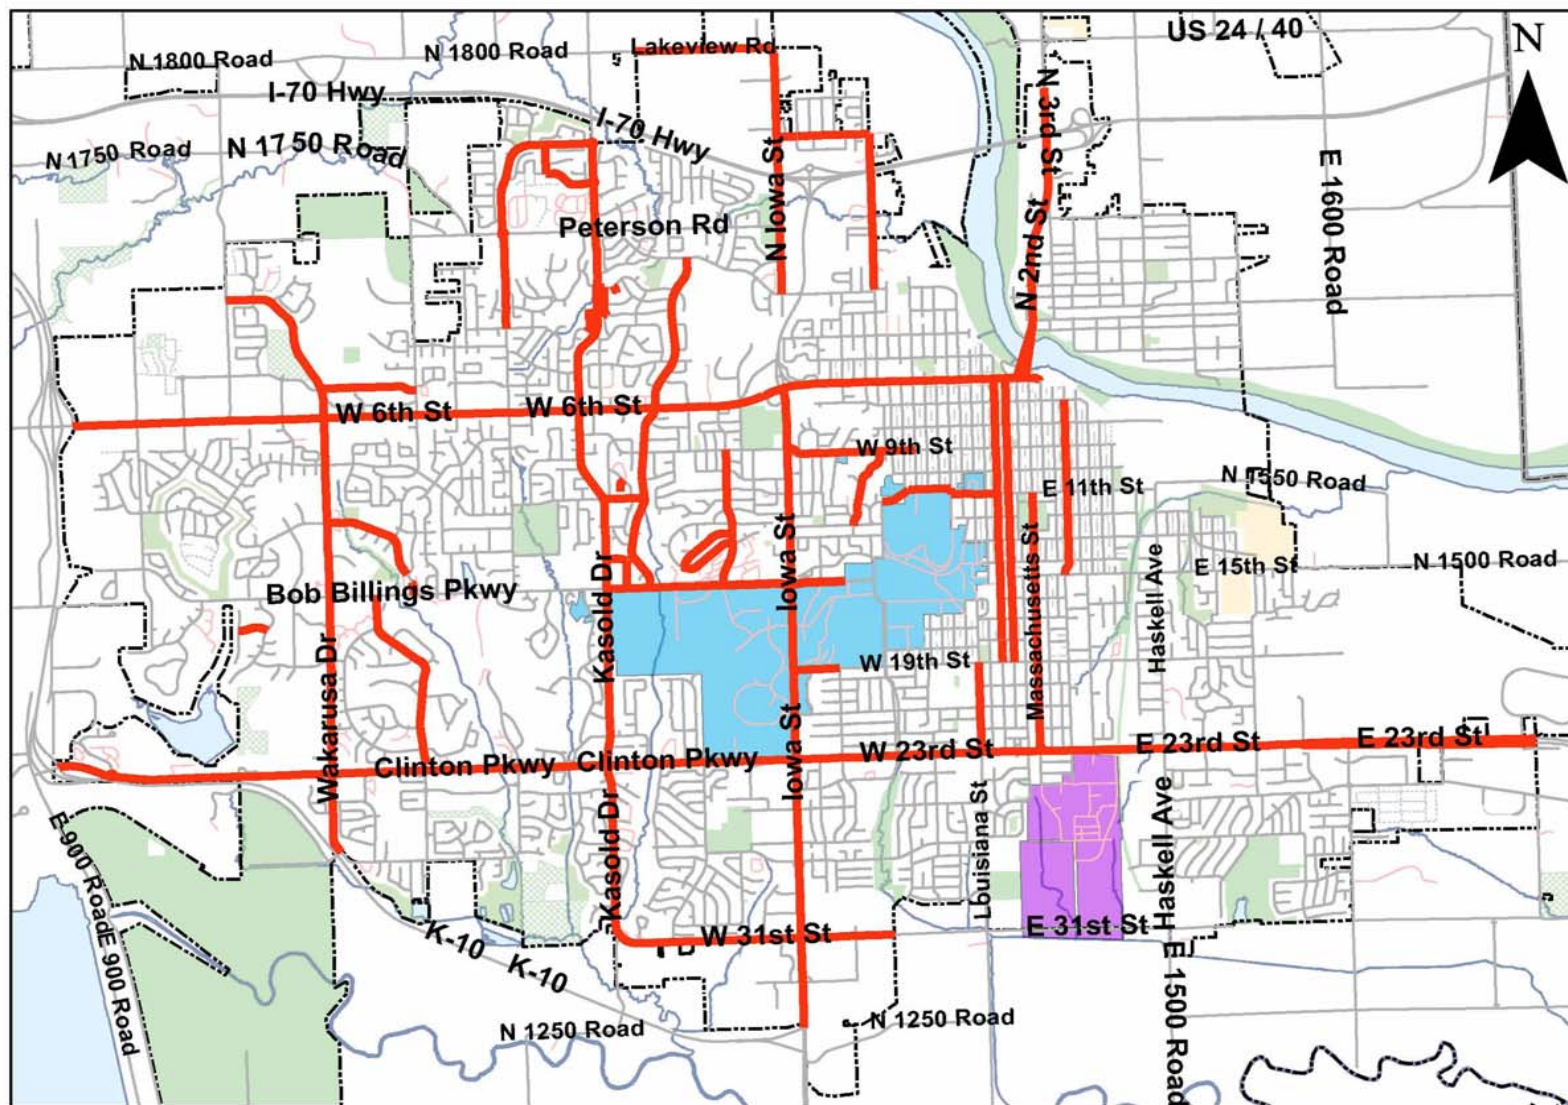 US 24 / 40
N
N 1800 Road
N 1800 Road
Lakeview Rd
I-70 Hwy
I-70 Hwy
N 3rd St
N 1750 Road
N 1750 Road
N Iowa St
E 1600 Road
Peterson Rd
N 2nd St
W 6th St
W 6th St
W 9th St
E 11th St
N 1550 Road
Iowa St
Massachusetts St
Haskell Ave
E 15th St
N 1500 Road
Bob Billings Pkwy
Kasold Dr
Wakarusa Dr
W 19th St
Iowa St
Clinton Pkwy
Clinton Pkwy
W 23rd St
E 23rd St
E 23rd St
Kasold Dr
Louisiana St
Haskell Ave
E 900 Road
E 900 Road
K-10
K-10
W 31st St
E 31st St
E 1500 Road
N 1250 Road
N 1250 Road